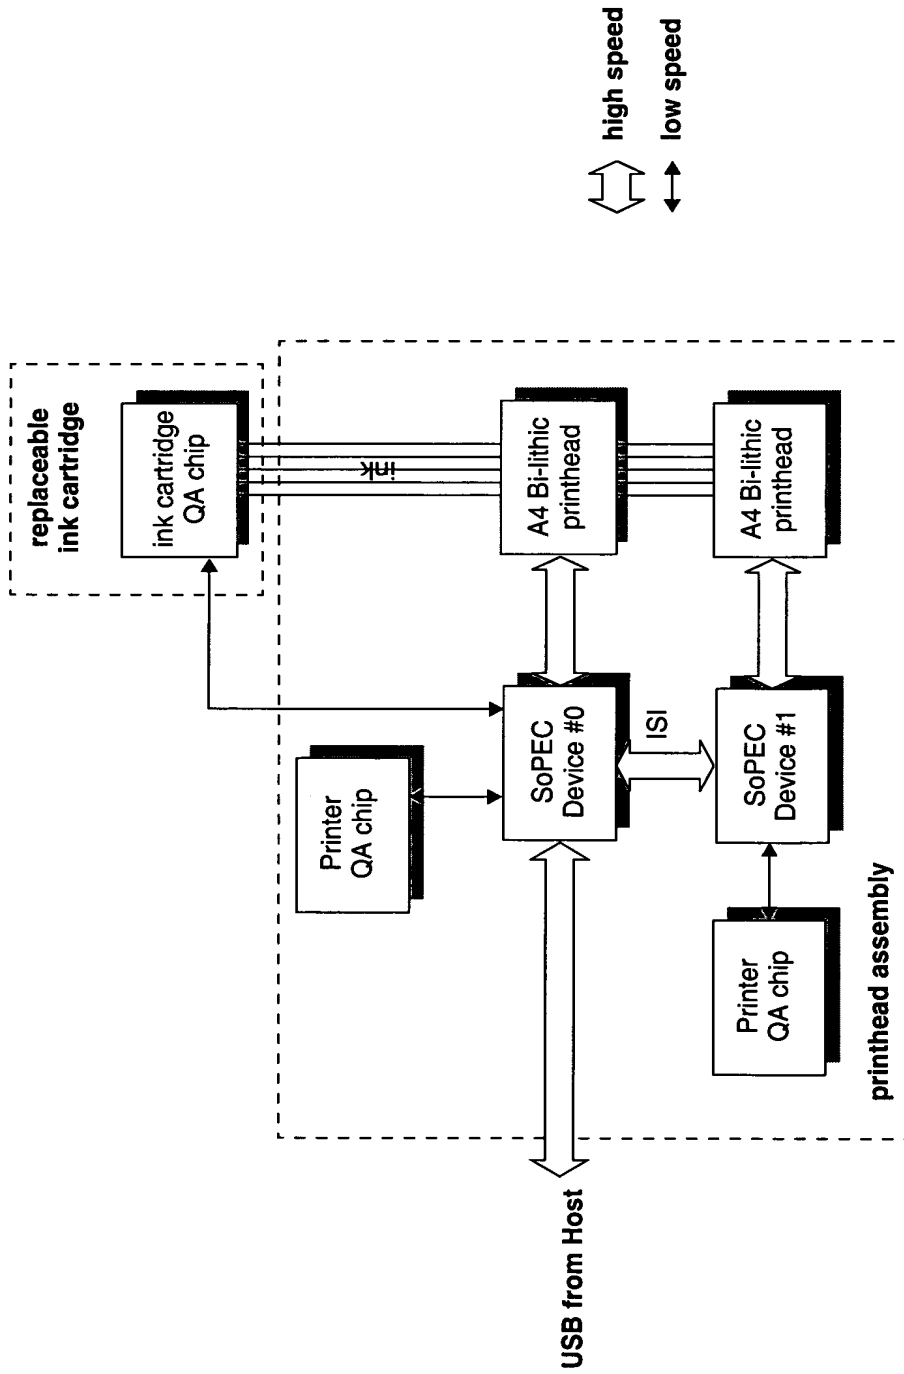 replaceable
ink cartridge
ink cartridge
QA chip
ink
Printer
QA chip
SoPEC
Device #0
A4 Bi-lithic
printhead
USB from Host
ISI
Printer
QA chip
SoPEC
Device #1
A4 Bi-lithic
printhead
printhead assembly
high speed
low speed